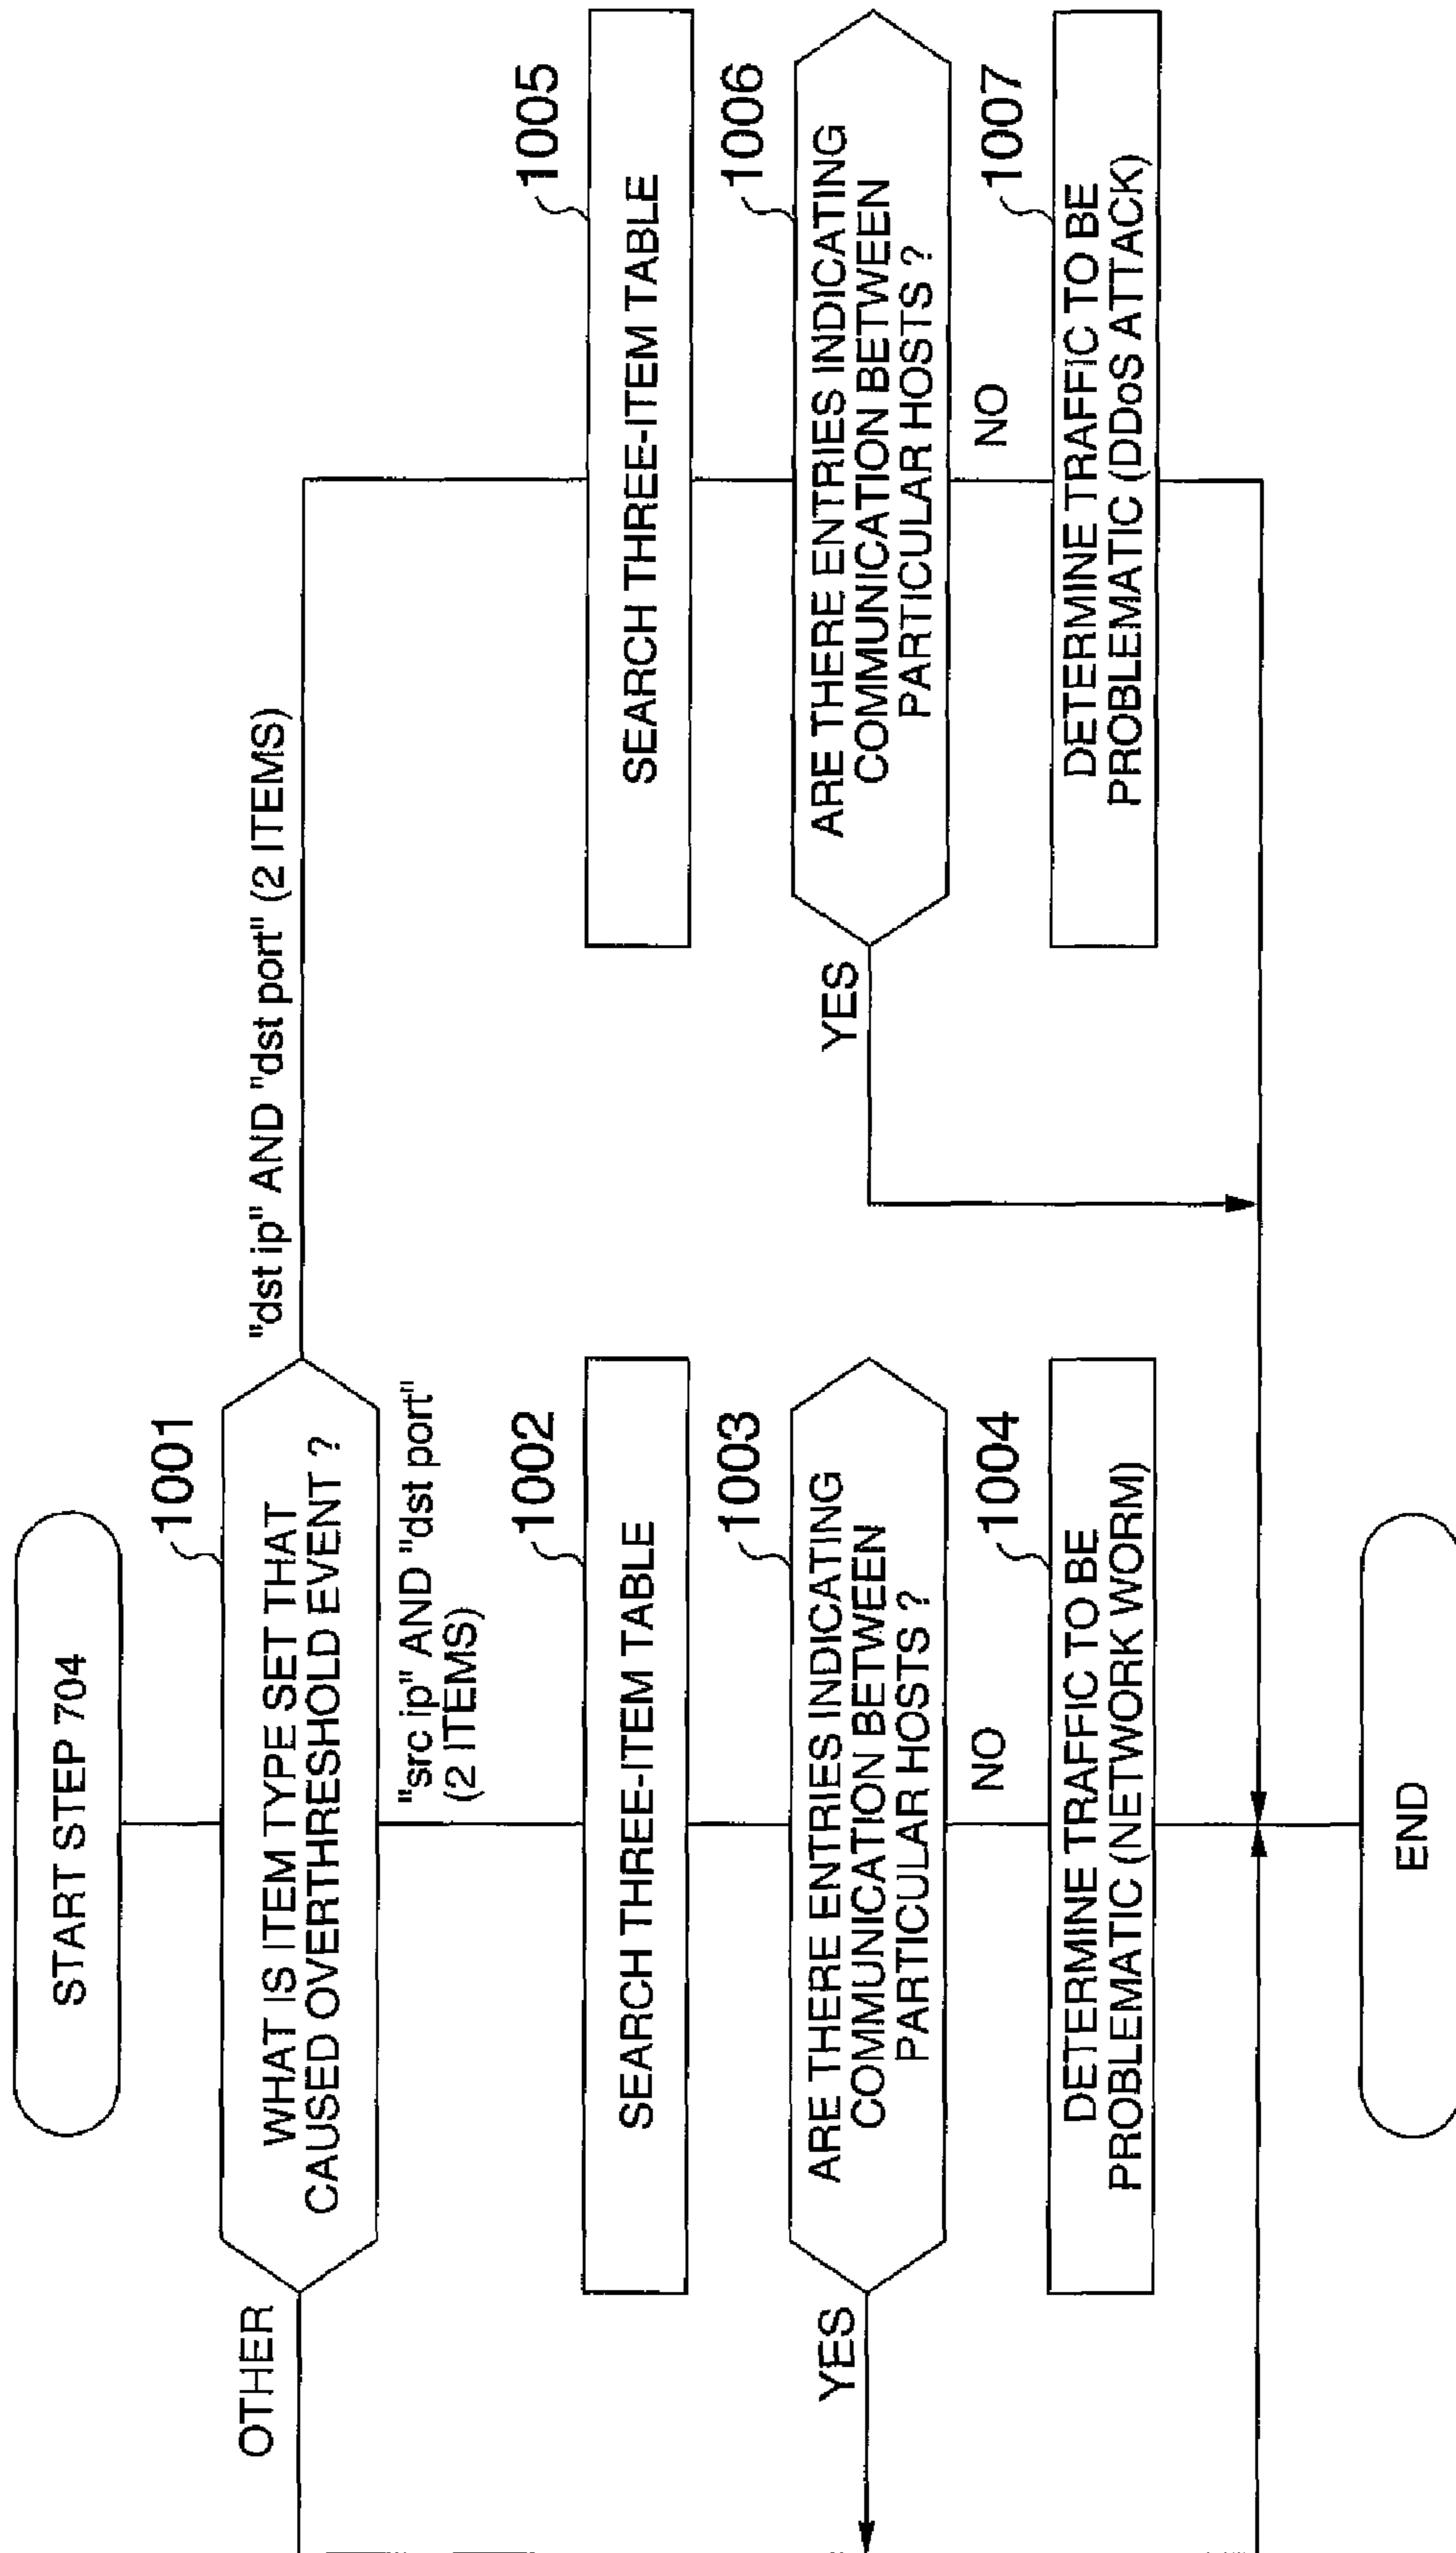 START STEP 704
1001
WHAT IS ITEM TYPE SET THAT
CAUSED OVERTHRESHOLD EVENT ?
OTHER
"dst ip" AND "dst port" (2 ITEMS)
"src ip" AND "dst port"
(2 ITEMS)
1002
SEARCH THREE-ITEM TABLE
1003
ARE THERE ENTRIES INDICATING
COMMUNICATION BETWEEN
PARTICULAR HOSTS ?
YES
NO
1004
DETERMINE TRAFFIC TO BE
PROBLEMATIC (NETWORK WORM)
1005
SEARCH THREE-ITEM TABLE
1006
ARE THERE ENTRIES INDICATING
COMMUNICATION BETWEEN
PARTICULAR HOSTS ?
YES
NO
1007
DETERMINE TRAFFIC TO BE
PROBLEMATIC (DDoS ATTACK)
END